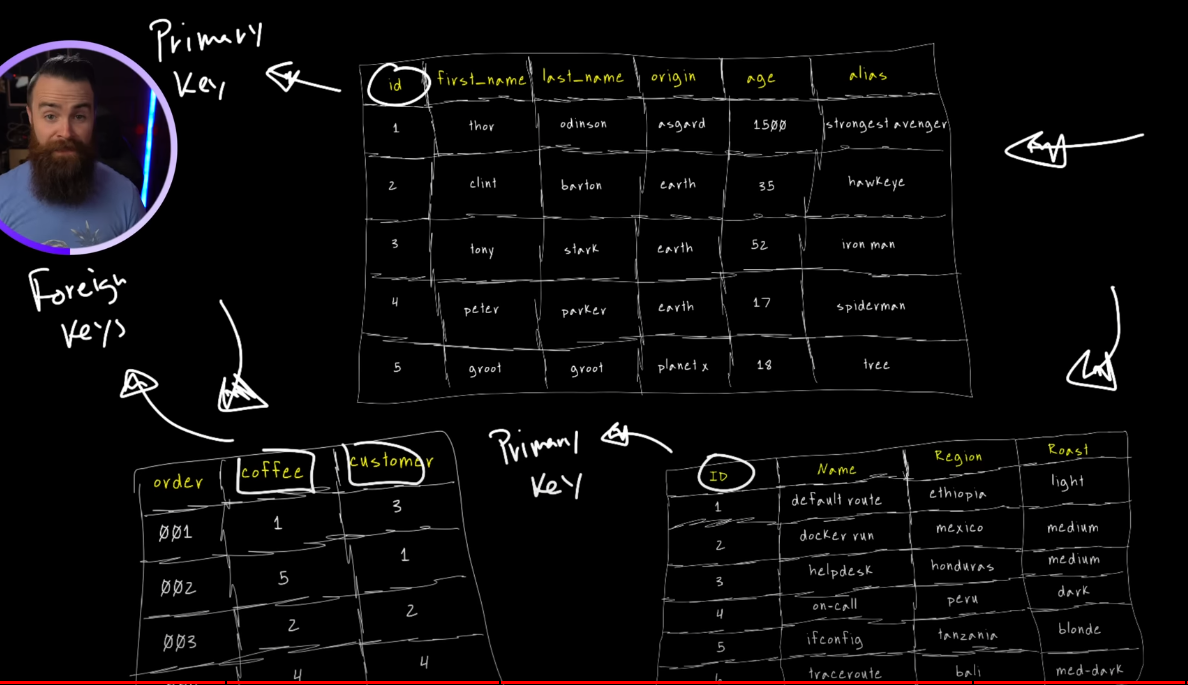 Primary
Key
id first_name last_name origin age alias
1 thor odinson asgard 1500 strongest avenger
2 clint barton earth 35 hawkeye
3 tony stark earth 52 iron man
4 peter parker earth 17 spiderman
5 groot groot planet x 18 tree
Foreign
Keys
order coffee customer
001 1 3
002 5 1
003 2 2
4 4
Primary
Key
ID Name Region Roast
1 default route ethiopia light
2 docker run mexico medium
3 helpdesk honduras medium
4 on-call peru dark
5 ifconfig tanzania blonde
traceroute bali med-dark